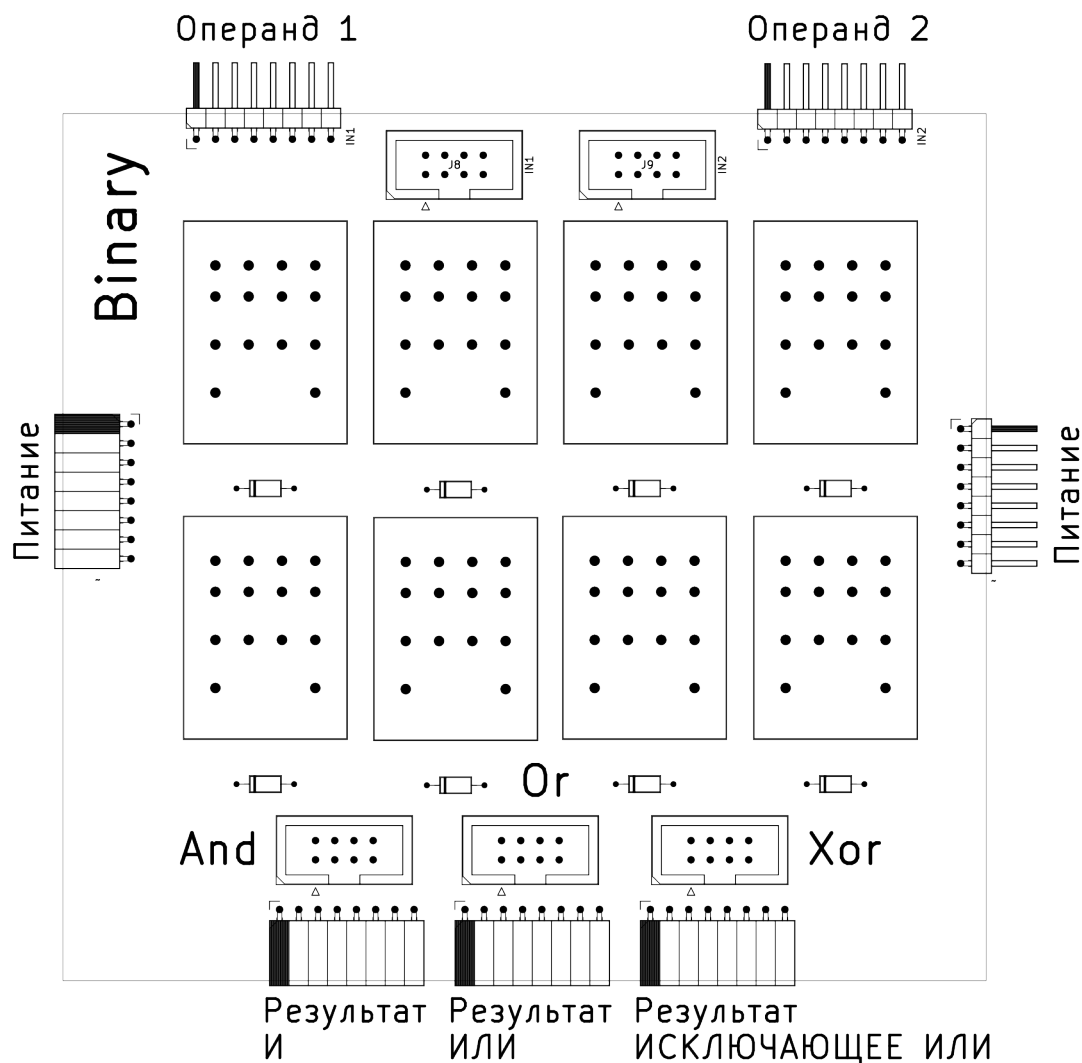 Операнд 1
Операнд 2
IN1
IN2
J8
IN1
J9
IN2
Binary
Питание
~
Питание
~
Or
And
Xor
Результат
И
Результат
ИЛИ
Результат
ИСКЛЮЧАЮЩЕЕ ИЛИ